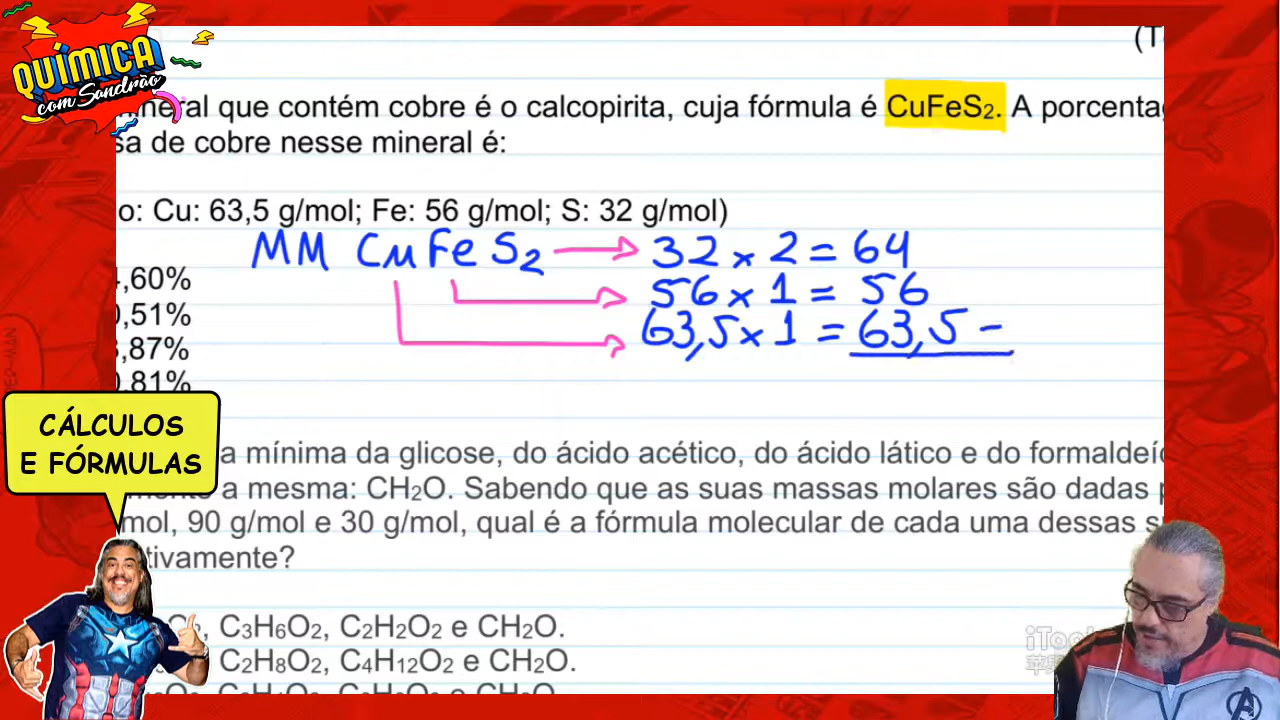 QUÍMICA
com Sandrão
(T
neral que contém cobre é o calcopirita, cuja fórmula é CuFeS₂. A porcenta
sa de cobre nesse mineral é:
o: Cu: 63,5 g/mol; Fe: 56 g/mol; S: 32 g/mol)
MM CuFeS₂ → 32 x 2 = 64
56 x 1 = 56
63,5 x 1 = 63,5 -
,60%
,51%
,87%
,81%
CÁLCULOS
E FÓRMULAS
a mínima da glicose, do ácido acético, do ácido lático e do formaldeí
mente a mesma: CH₂O. Sabendo que as suas massas molares são dadas
mol, 90 g/mol e 30 g/mol, qual é a fórmula molecular de cada uma dessas s
tivamente?
, C₃H₆O₂, C₂H₂O₂ e CH₂O.
C₂H₈O₂, C₄H₁₂O₂ e CH₂O.